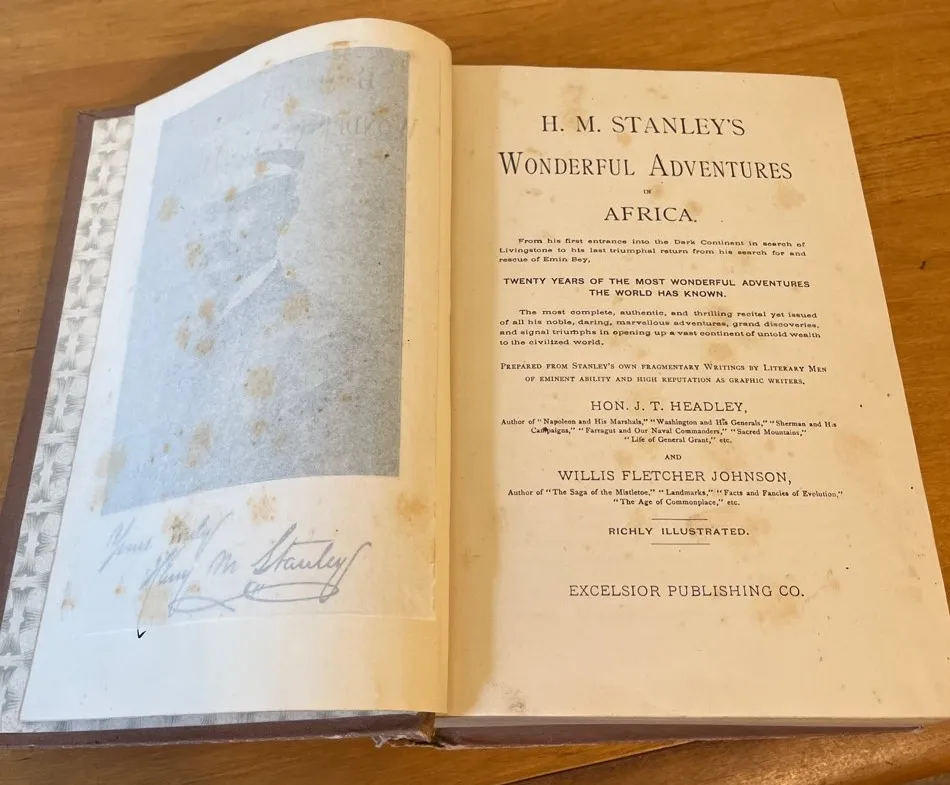 Yours truly
Henry M Stanley
H. M. STANLEY'S
WONDERFUL ADVENTURES
IN
AFRICA.
From his first entrance into the Dark Continent in search of
Livingstone to his last triumphal return from his search for and
rescue of Emin Bey,
TWENTY YEARS OF THE MOST WONDERFUL ADVENTURES
THE WORLD HAS KNOWN.
The most complete, authentic, and thrilling recital yet issued
of all his noble, daring, marvellous adventures, grand discoveries,
and signal triumphs in opening up a vast continent of untold wealth
to the civilized world.
PREPARED FROM STANLEY'S OWN FRAGMENTARY WRITINGS BY LITERARY MEN
OF EMINENT ABILITY AND HIGH REPUTATION AS GRAPHIC WRITERS.
HON. J. T. HEADLEY,
Author of "Napoleon and His Marshals," "Washington and His Generals," "Sherman and His
Campaigns," "Farragut and Our Naval Commanders," "Sacred Mountains,"
"Life of General Grant," etc.
AND
WILLIS FLETCHER JOHNSON,
Author of "The Saga of the Mistletoe," "Landmarks," "Facts and Fancies of Evolution,"
"The Age of Commonplace," etc.
RICHLY ILLUSTRATED.
EXCELSIOR PUBLISHING CO.